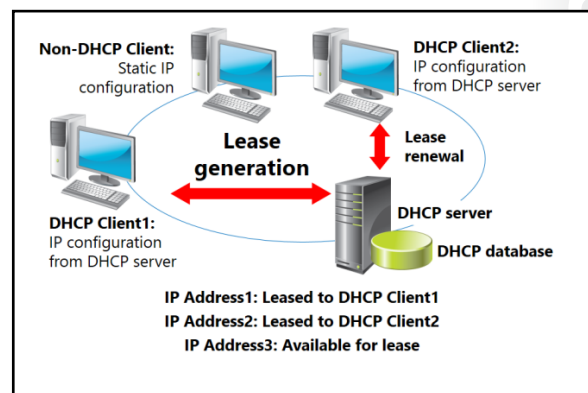 Non-DHCP Client:
Static IP
configuration
DHCP Client2:
IP configuration
from DHCP server
Lease
generation
Lease
renewal
DHCP Client1:
IP configuration
from DHCP server
DHCP server
DHCP database
IP Address1: Leased to DHCP Client1
IP Address2: Leased to DHCP Client2
IP Address3: Available for lease